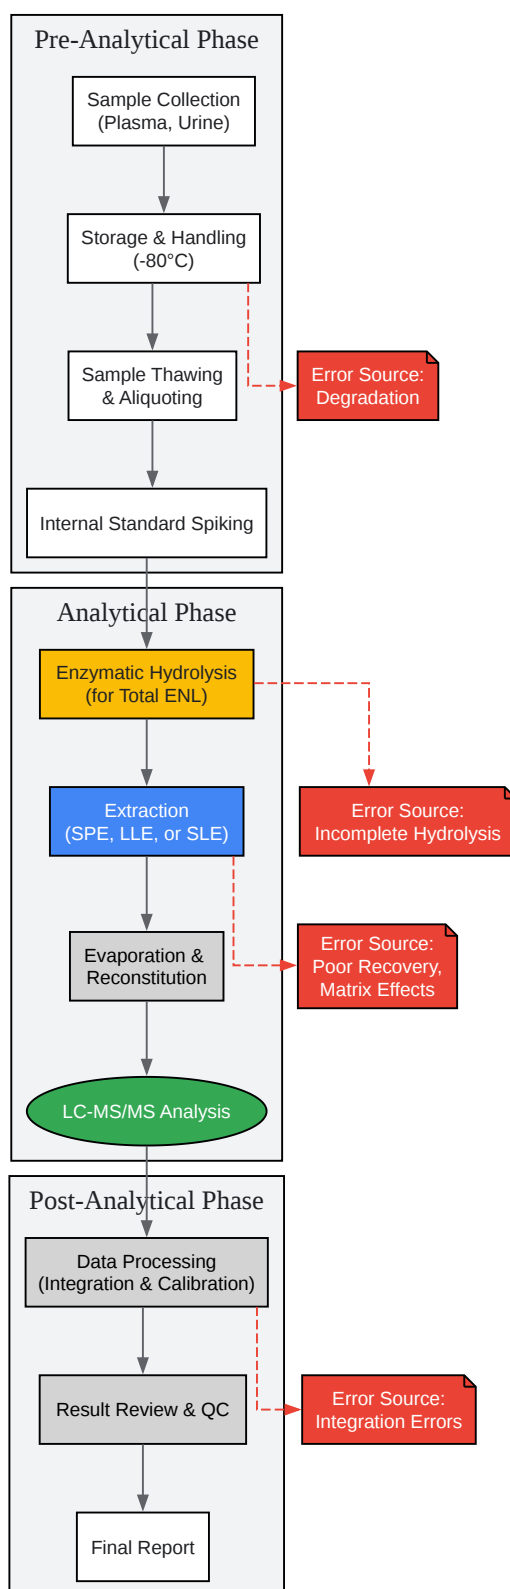 Pre-Analytical Phase
Sample Collection
(Plasma, Urine)
Storage & Handling
(-80°C)
Sample Thawing
& Aliquoting
Error Source:
Degradation
Internal Standard Spiking
Analytical Phase
Enzymatic Hydrolysis
(for Total ENL)
Extraction
(SPE, LLE, or SLE)
Error Source:
Incomplete Hydrolysis
Evaporation &
Reconstitution
Error Source:
Poor Recovery,
Matrix Effects
LC-MS/MS Analysis
Post-Analytical Phase
Data Processing
(Integration & Calibration)
Result Review & QC
Error Source:
Integration Errors
Final Report